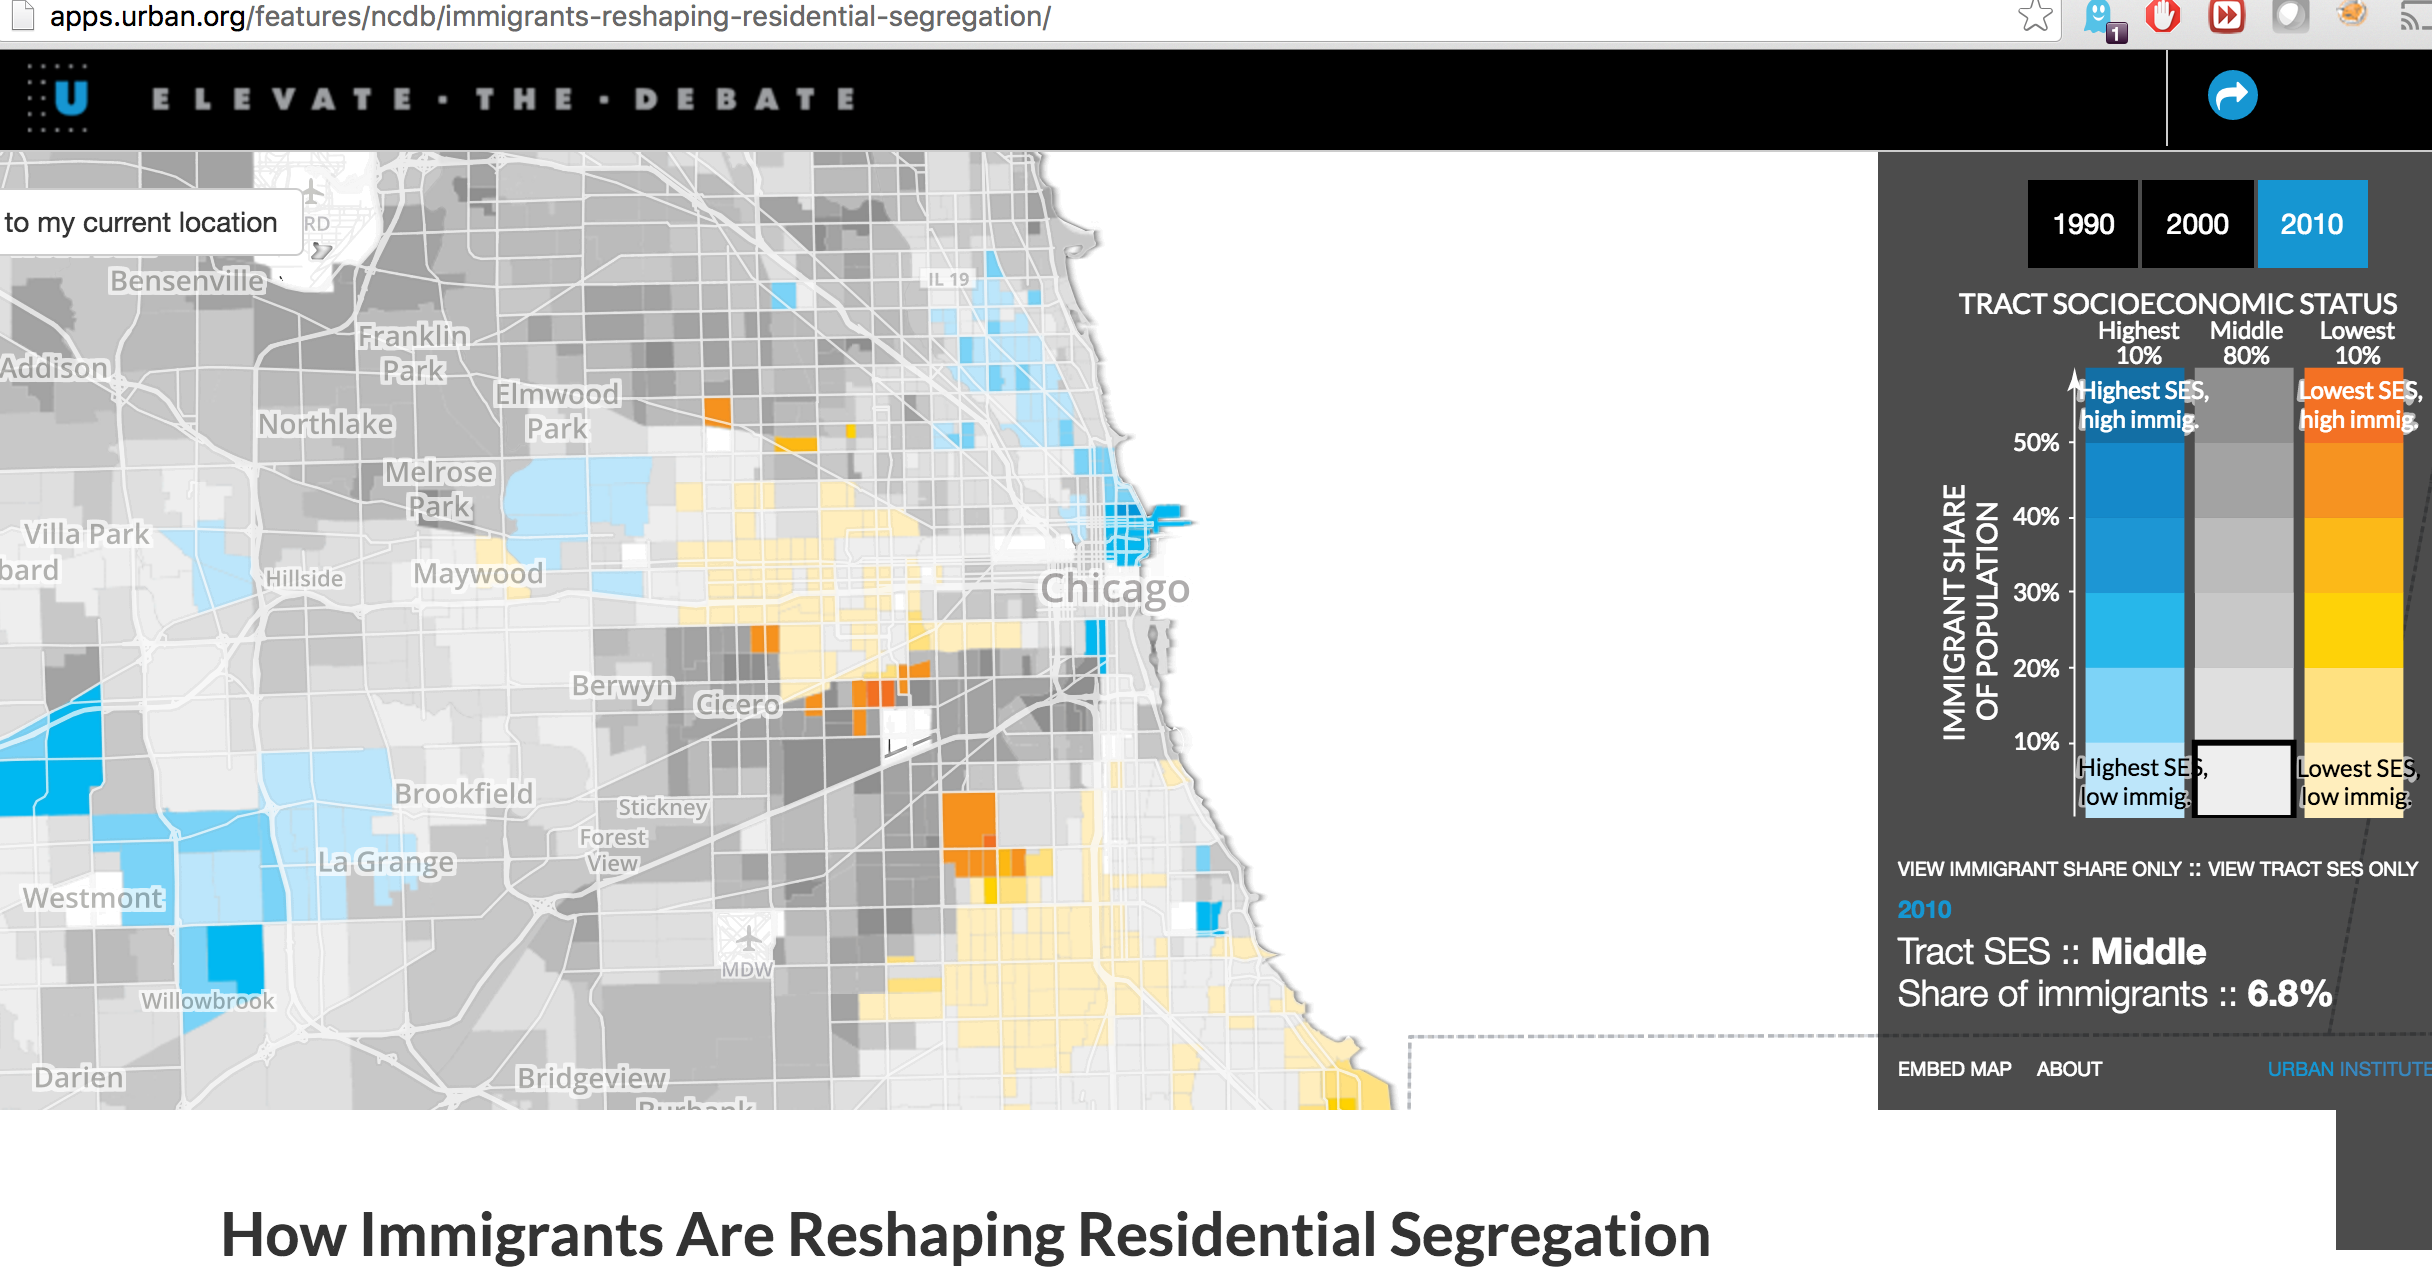 apps.urban.org/features/ncdb/immigrants-reshaping-residential-segregation/
1
U
ELEVATE · THE · DEBATE
to my current location
RD
Bensenville
IL 19
Franklin
Park
Addison
Elmwood
Park
Northlake
Melrose
Park
Villa Park
bard
Hillside
Maywood
Chicago
Berwyn
Cicero
Brookfield
Stickney
Forest
View
La Grange
Westmont
MDW
Willowbrook
Darien
Bridgeview
Burbank
1990
2000
2010
TRACT SOCIOECONOMIC STATUS
Highest Middle Lowest
10% 80% 10%
Highest SES,
high immig.
Lowest SES,
high immig.
IMMIGRANT SHARE
OF POPULATION
50%
40%
30%
20%
10%
Highest SES,
low immig.
Lowest SES,
low immig.
VIEW IMMIGRANT SHARE ONLY :: VIEW TRACT SES ONLY
2010
Tract SES :: Middle
Share of immigrants :: 6.8%
EMBED MAP ABOUT URBAN INSTITUTE
How Immigrants Are Reshaping Residential Segregation